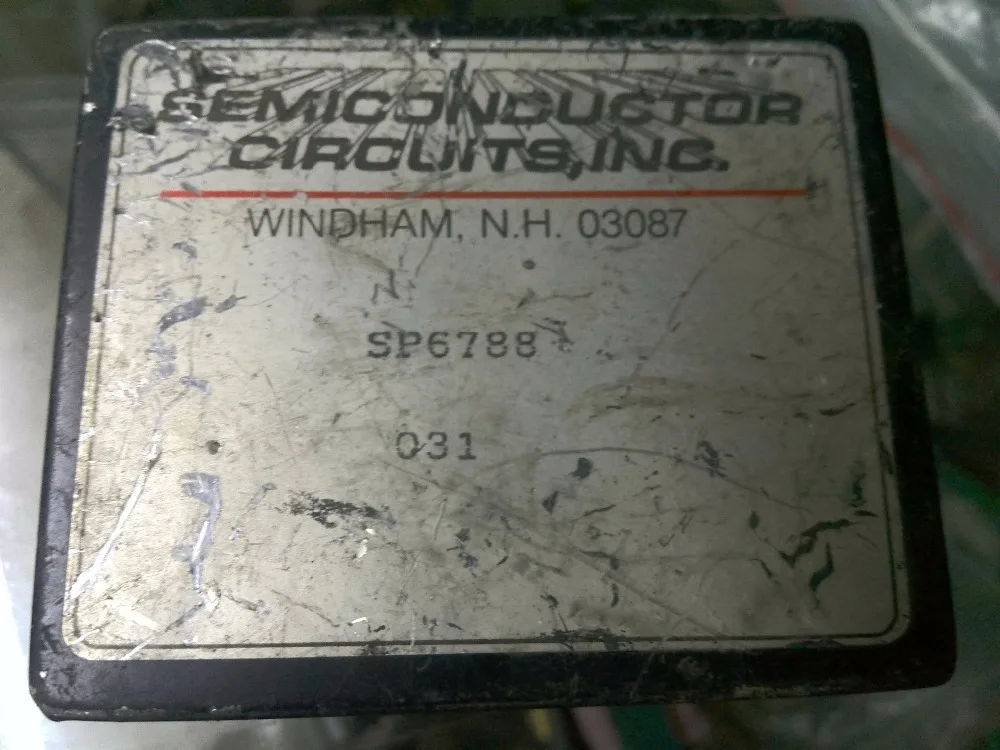 SEMICONDUCTOR
CIRCUITS, INC.
WINDHAM, N.H. 03087
SP6788
031